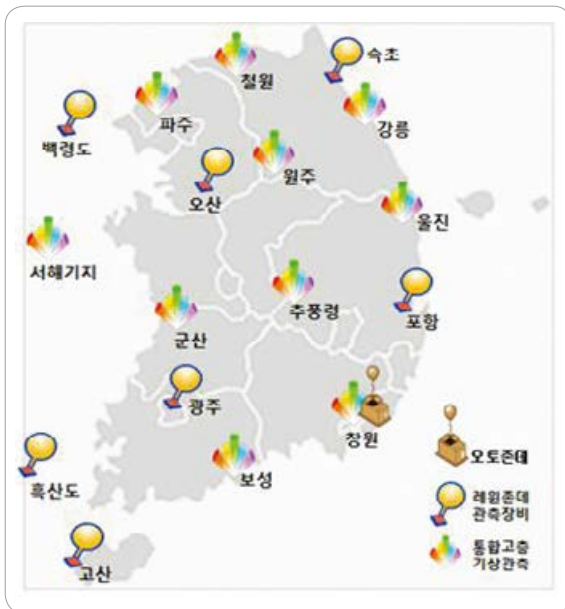 속초
철원
파주
강릉
백령도
원주
오산
울진
서해기지
추풍령
포항
군산
광주
창원
흑산도
보성
고산
오토존데
레윈존데
관측장비
통합고층
기상관측